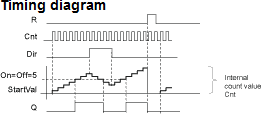 Timing diagram
R
Cnt
Dir
On=Off=5
StartVal
Internal
count value
Cnt
Q